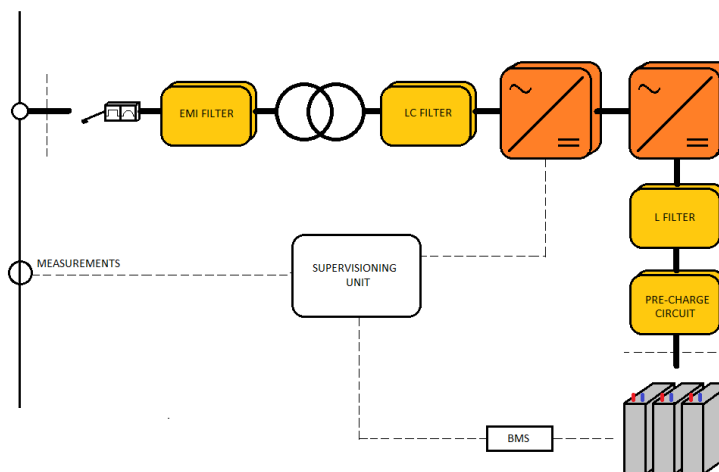 EMI FILTER
LC FILTER
L FILTER
MEASUREMENTS
SUPERVISIONING
UNIT
PRE-CHARGE
CIRCUIT
BMS